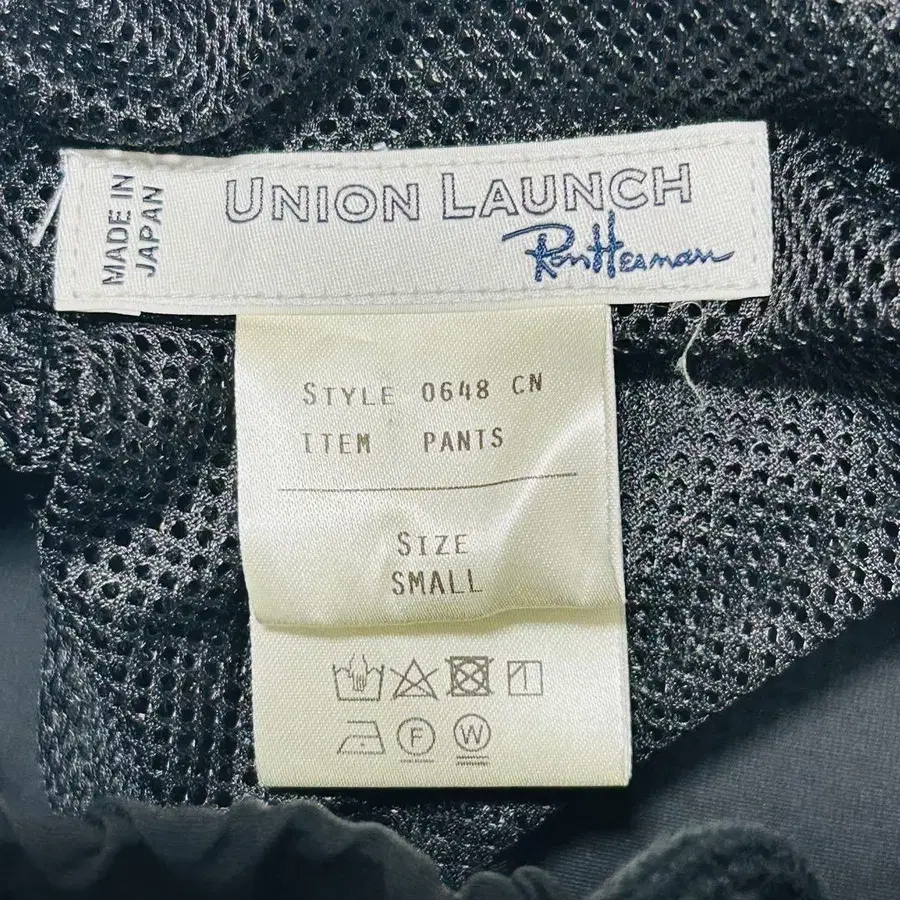 MADE IN
JAPAN
UNION LAUNCH
RonHerman
STYLE 0648 CN
ITEM PANTS
SIZE
SMALL
F W